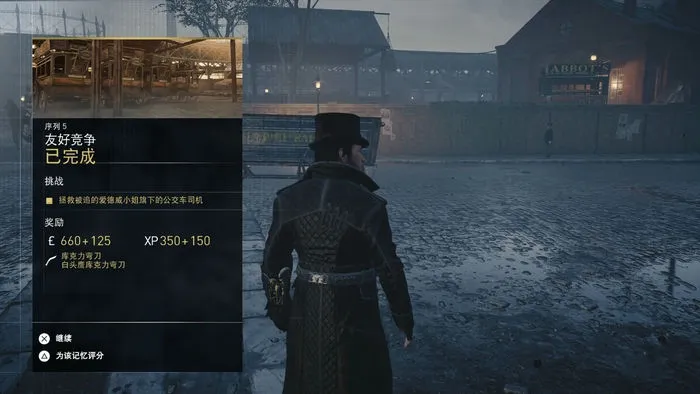 序列 5
友好竞争
已完成
挑战
拯救被追的爱德威小姐旗下的公交车司机
奖励
£ 660+125 XP 350+150
库克力弯刀
白头鹰库克力弯刀
继续
为该记忆评分
ABBOT'S